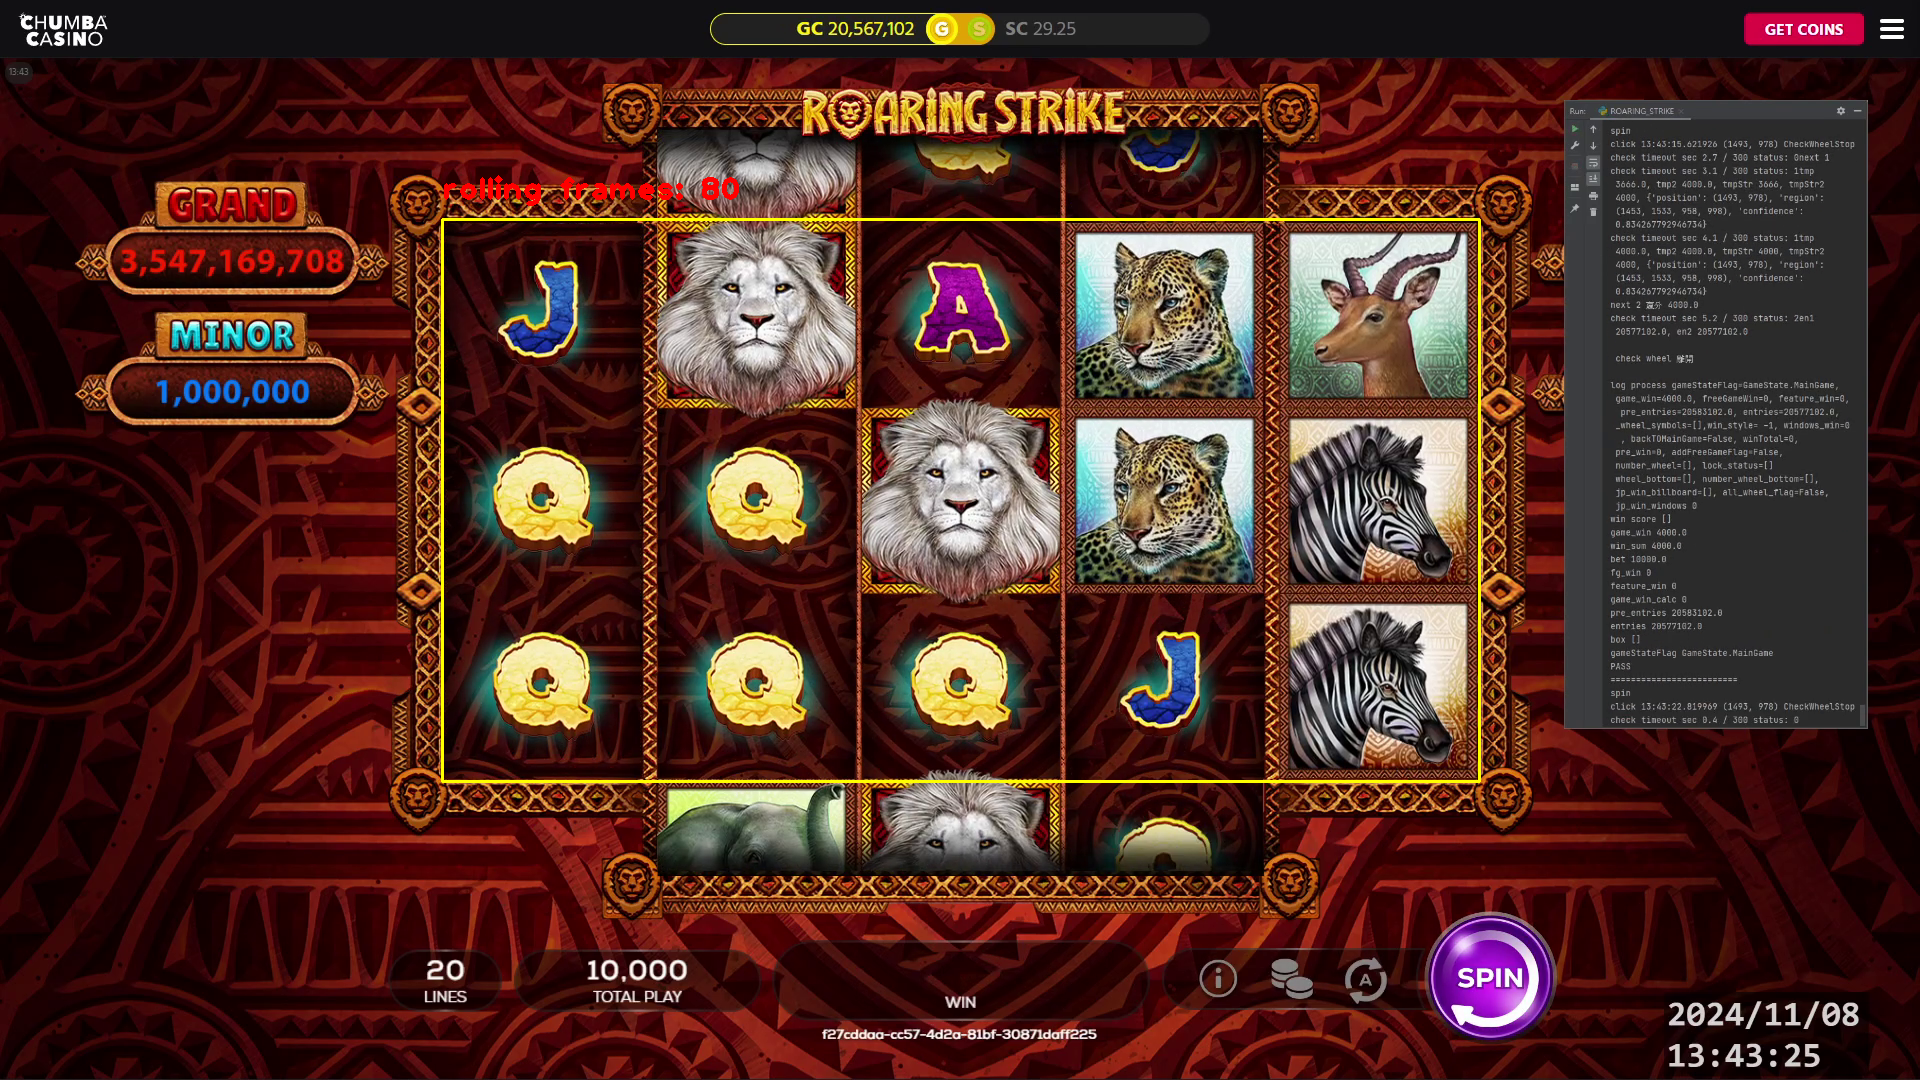 CHUMBA
CASINO
GC 20,567,102
G
S
SC 29.25
GET COINS
13:43
ROARING STRIKE
rolling frames: 80
GRAND
3,547,169,708
MINOR
1,000,000
J
A
Q
Q
Q
Q
Q
J
20
LINES
10,000
TOTAL PLAY
WIN
f27cddaa-cc57-4d2a-81bf-30871daff225
A
SPIN
2024/11/08
13:43:25
Run:
ROARING_STRIKE
spin
click 13:43:15.621926 (1493, 978) CheckWheelStop
check timeout sec 2.7 / 300 status: 0next 1
check timeout sec 3.1 / 300 status: 1tmp
3666.0, tmp2 4000.0, tmpStr 3666, tmpStr2
4000, {'position': (1493, 978), 'region':
(1453, 1533, 958, 998), 'confidence':
0.834267792946734}
check timeout sec 4.1 / 300 status: 1tmp
4000.0, tmp2 4000.0, tmpStr 4000, tmpStr2
4000, {'position': (1493, 978), 'region':
(1453, 1533, 958, 998), 'confidence':
0.834267792946734}
next 2 贏分 4000.0
check timeout sec 5.2 / 300 status: 2en1
20577102.0, en2 20577102.0
check wheel 離開
log process gameStateFlag=GameState.MainGame,
game_win=4000.0, freeGameWin=0, feature_win=0,
pre_entries=20583102.0, entries=20577102.0,
_wheel_symbols=[],win_style= -1, windows_win=0
, backTOMainGame=False, winTotal=0,
pre_win=0, addFreeGameFlag=False,
number_wheel=[], lock_status=[]
wheel_bottom=[], number_wheel_bottom=[],
jp_win_billboard=[], all_wheel_flag=False,
jp_win_windows 0
win score []
game_win 4000.0
win_sum 4000.0
bet 10000.0
fg_win 0
feature_win 0
game_win_calc 0
pre_entries 20583102.0
entries 20577102.0
box []
gameStateFlag GameState.MainGame
PASS
=========================
spin
click 13:43:22.819969 (1493, 978) CheckWheelStop
check timeout sec 0.4 / 300 status: 0